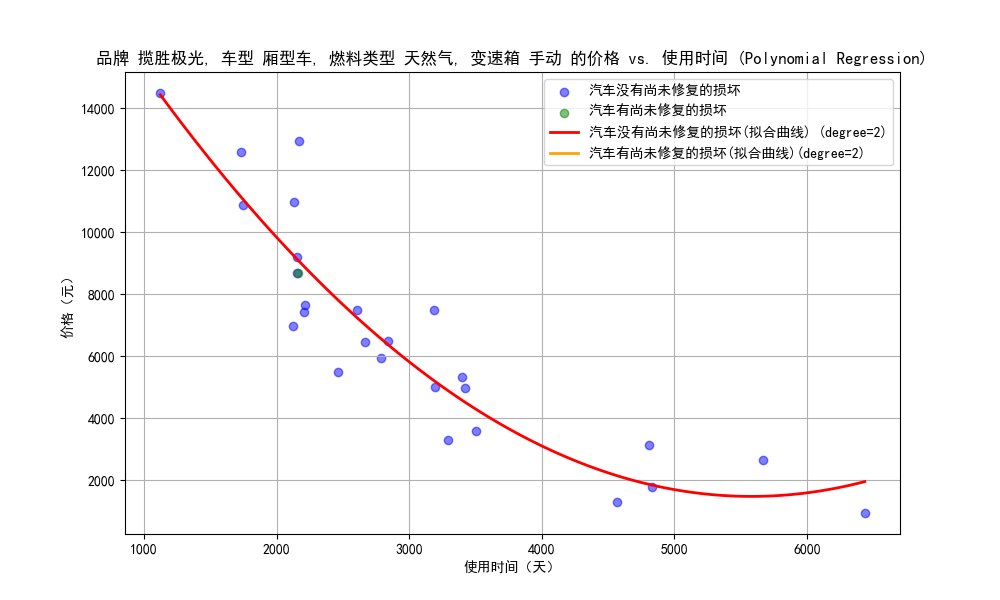 品牌 揽胜极光, 车型 厢型车, 燃料类型 天然气, 变速箱 手动 的价格 vs. 使用时间 (Polynomial Regression)
汽车没有尚未修复的损坏
汽车有尚未修复的损坏
汽车没有尚未修复的损坏(拟合曲线) (degree=2)
汽车有尚未修复的损坏(拟合曲线)(degree=2)
价格（元）
14000
12000
10000
8000
6000
4000
2000
1000 2000 3000 4000 5000 6000
使用时间（天）